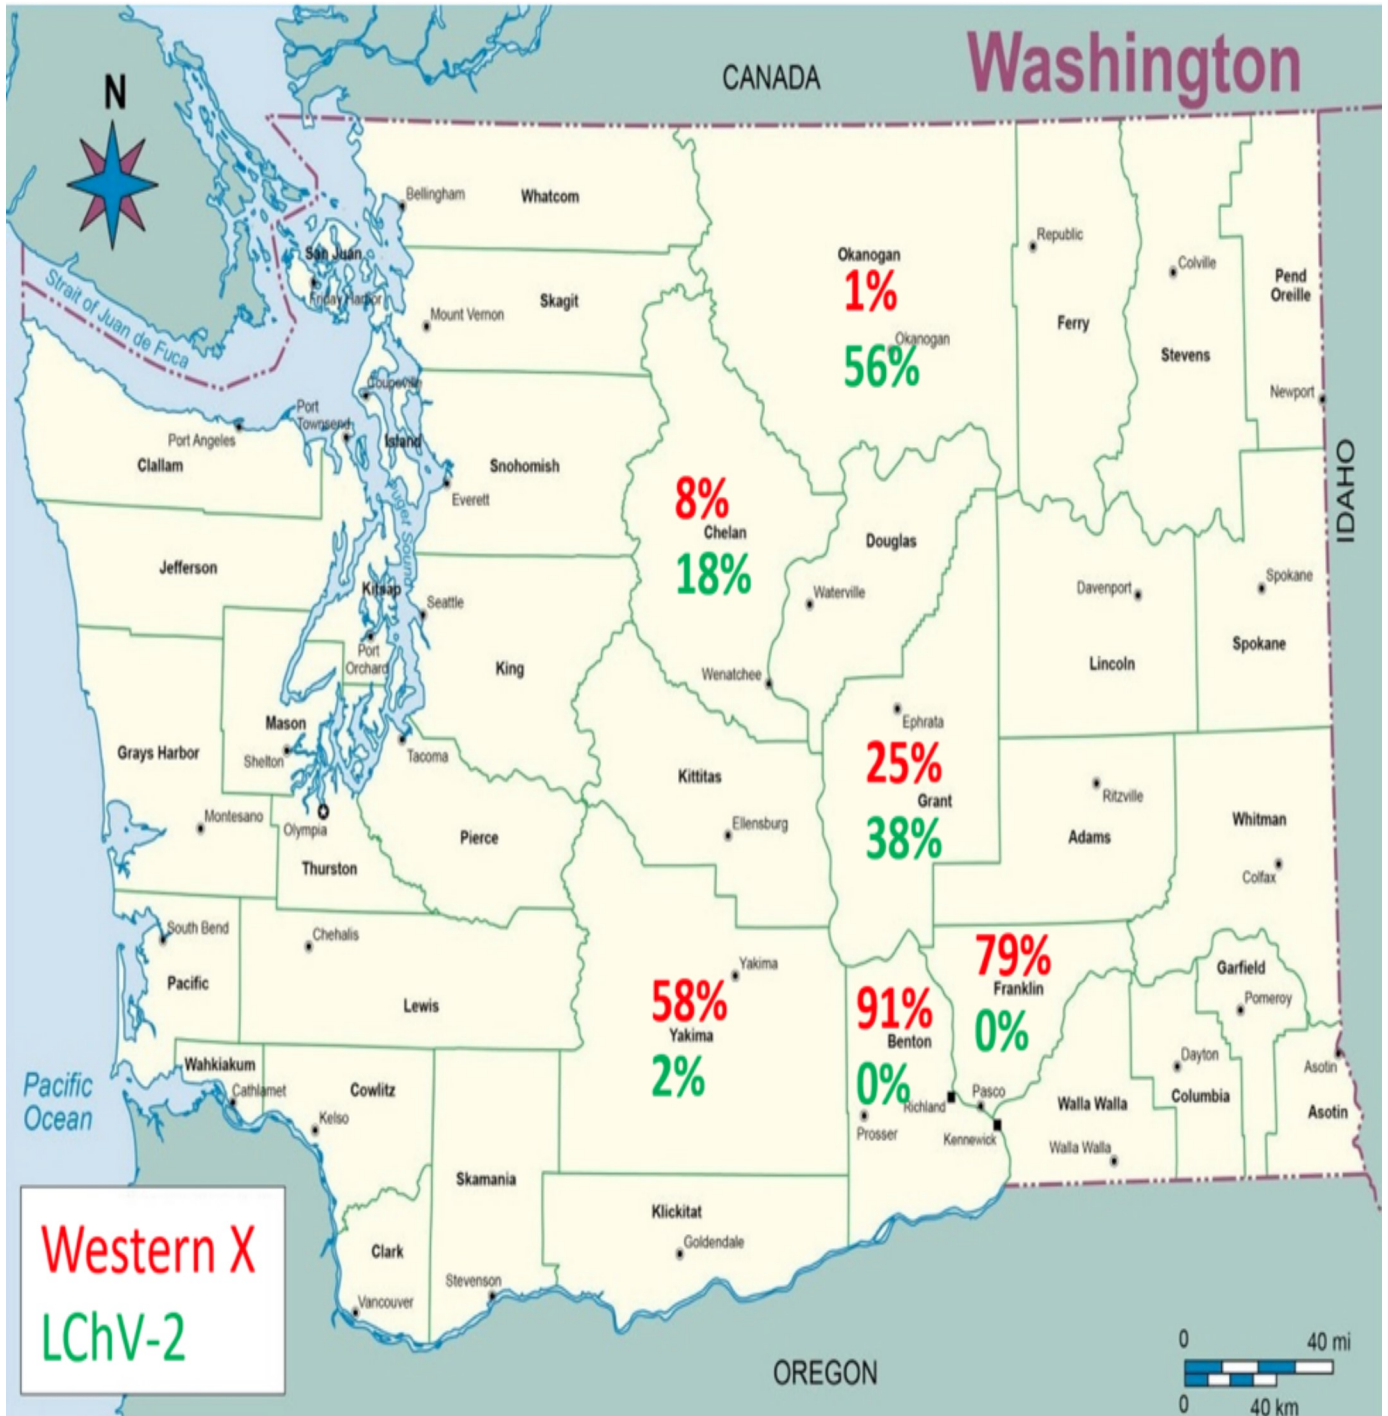 Washington
CANADA
N
Whatcom
Bellingham
San Juan
Friday Harbor
Strait of Juan de Fuca
Skagit
Mount Vernon
Okanogan
1%
Okanogan
56%
Republic
Ferry
Colville
Stevens
Pend
Oreille
Newport
IDAHO
Coupeville
Port
Townsend
Port Angeles
Clallam
Island
Snohomish
Everett
Puget Sound
8%
Chelan
18%
Douglas
Waterville
Wenatchee
Jefferson
Kitsap
Seattle
Port
Orchard
King
Davenport
Lincoln
Spokane
Spokane
Mason
Shelton
Grays Harbor
Montesano
Tacoma
Olympia
Thurston
Pierce
Kittitas
Ellensburg
Ephrata
25%
Grant
38%
Ritzville
Adams
Whitman
Colfax
South Bend
Pacific
Chehalis
Lewis
Yakima
58%
Yakima
2%
91%
Benton
0%
79%
Franklin
0%
Garfield
Pomeroy
Wahkiakum
Cathlamet
Cowlitz
Kelso
Pacific
Ocean
Richland
Pasco
Prosser
Kennewick
Walla Walla
Walla Walla
Dayton
Columbia
Asotin
Asotin
Skamania
Klickitat
Goldendale
Clark
Stevenson
Vancouver
Western X
LChV-2
OREGON
0 40 mi
0 40 km